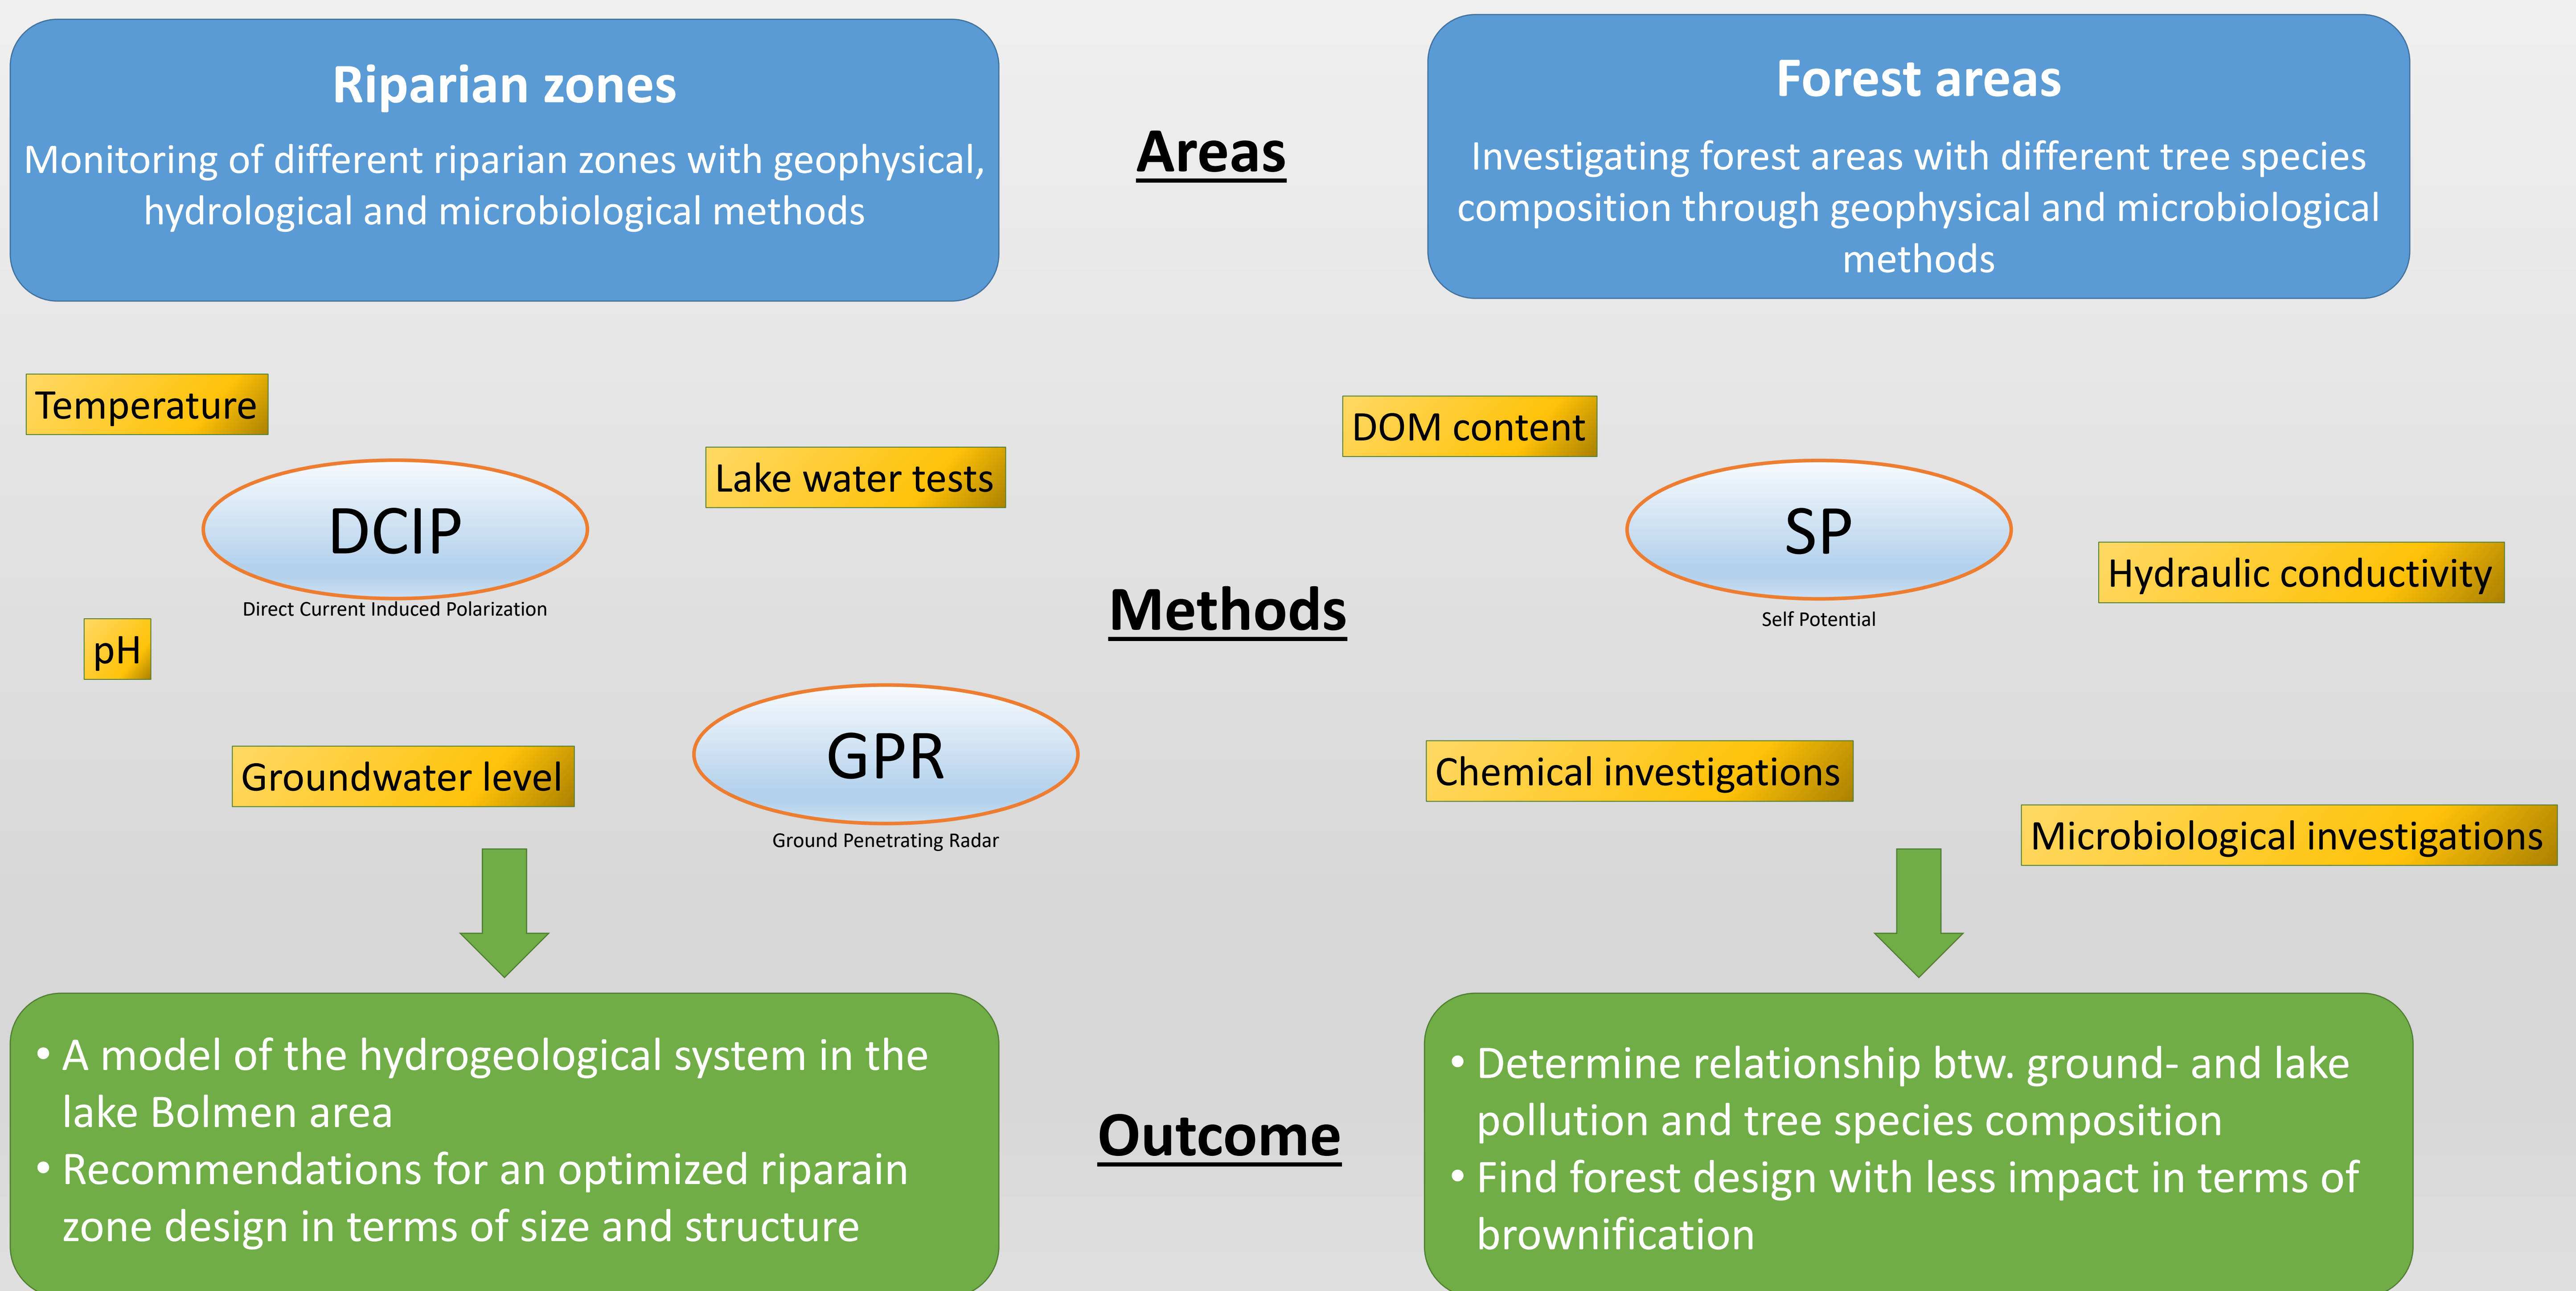 Riparian zones
Monitoring of different riparian zones with geophysical,
hydrological and microbiological methods
Areas
Forest areas
Investigating forest areas with different tree species
composition through geophysical and microbiological
methods
Temperature
Lake water tests
DCIP
Direct Current Induced Polarization
pH
Groundwater level
GPR
Ground Penetrating Radar
Methods
DOM content
SP
Self Potential
Hydraulic conductivity
Chemical investigations
Microbiological investigations
• A model of the hydrogeological system in the
lake Bolmen area
• Recommendations for an optimized riparain
zone design in terms of size and structure
Outcome
• Determine relationship btw. ground- and lake
pollution and tree species composition
• Find forest design with less impact in terms of
brownification